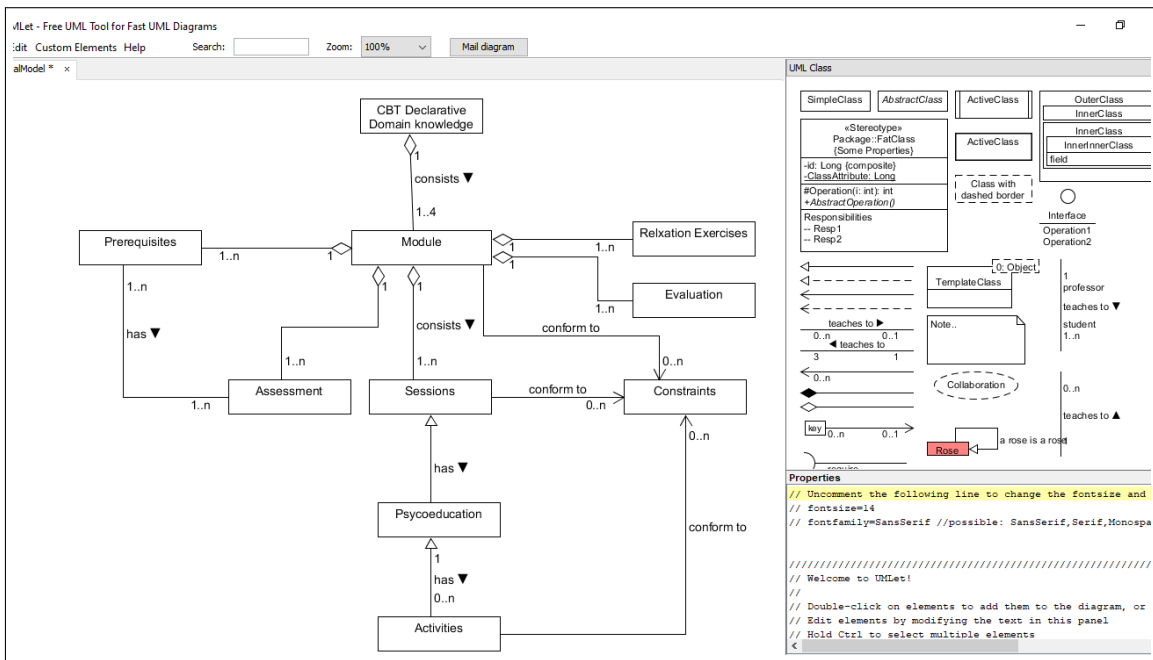 MLet - Free UML Tool for Fast UML Diagrams
Edit Custom Elements Help Search: Zoom: 100% Mail diagram
alModel * ×
CBT Declarative
Domain knowledge
1
consists ▼
1..4
Prerequisites
1..n
1
Module
1
1..n
Relxation Exercises
1
1..n
Evaluation
1..n
has ▼
1..n
1
1..n
Assessment
1
consists ▼
1..n
Sessions
conform to
0..n
conform to
0..n
Constraints
0..n
has ▼
Psycoeducation
1
has ▼
0..n
conform to
Activities
UML Class
SimpleClass
AbstractClass
ActiveClass
OuterClass
InnerClass
InnerClass
InnerInnerClass
field
«Stereotype»
Package::FatClass
{Some Properties}
-id: Long {composite}
-ClassAttribute: Long
#Operation(i: int): int
+AbstractOperation()
Responsibilities
-- Resp1
-- Resp2
ActiveClass
Class with
dashed border
Interface
Operation1
Operation2
0: Object
TemplateClass
1
professor
teaches to ▼
student
1..n
teaches to ►
0..n 0..1
◄ teaches to
3 1
Note..
0..n
Collaboration
0..n
teaches to ▲
1
key
0..n 0..1
a rose is a rose
Rose
require
Properties
// Uncomment the following line to change the fontsize and
// fontsize=14
// fontfamily=SansSerif //possible: SansSerif,Serif,Monospa
////////////////////////////////////////////////////////////
// Welcome to UMLet!
//
// Double-click on elements to add them to the diagram, or
// Edit elements by modifying the text in this panel
// Hold Ctrl to select multiple elements